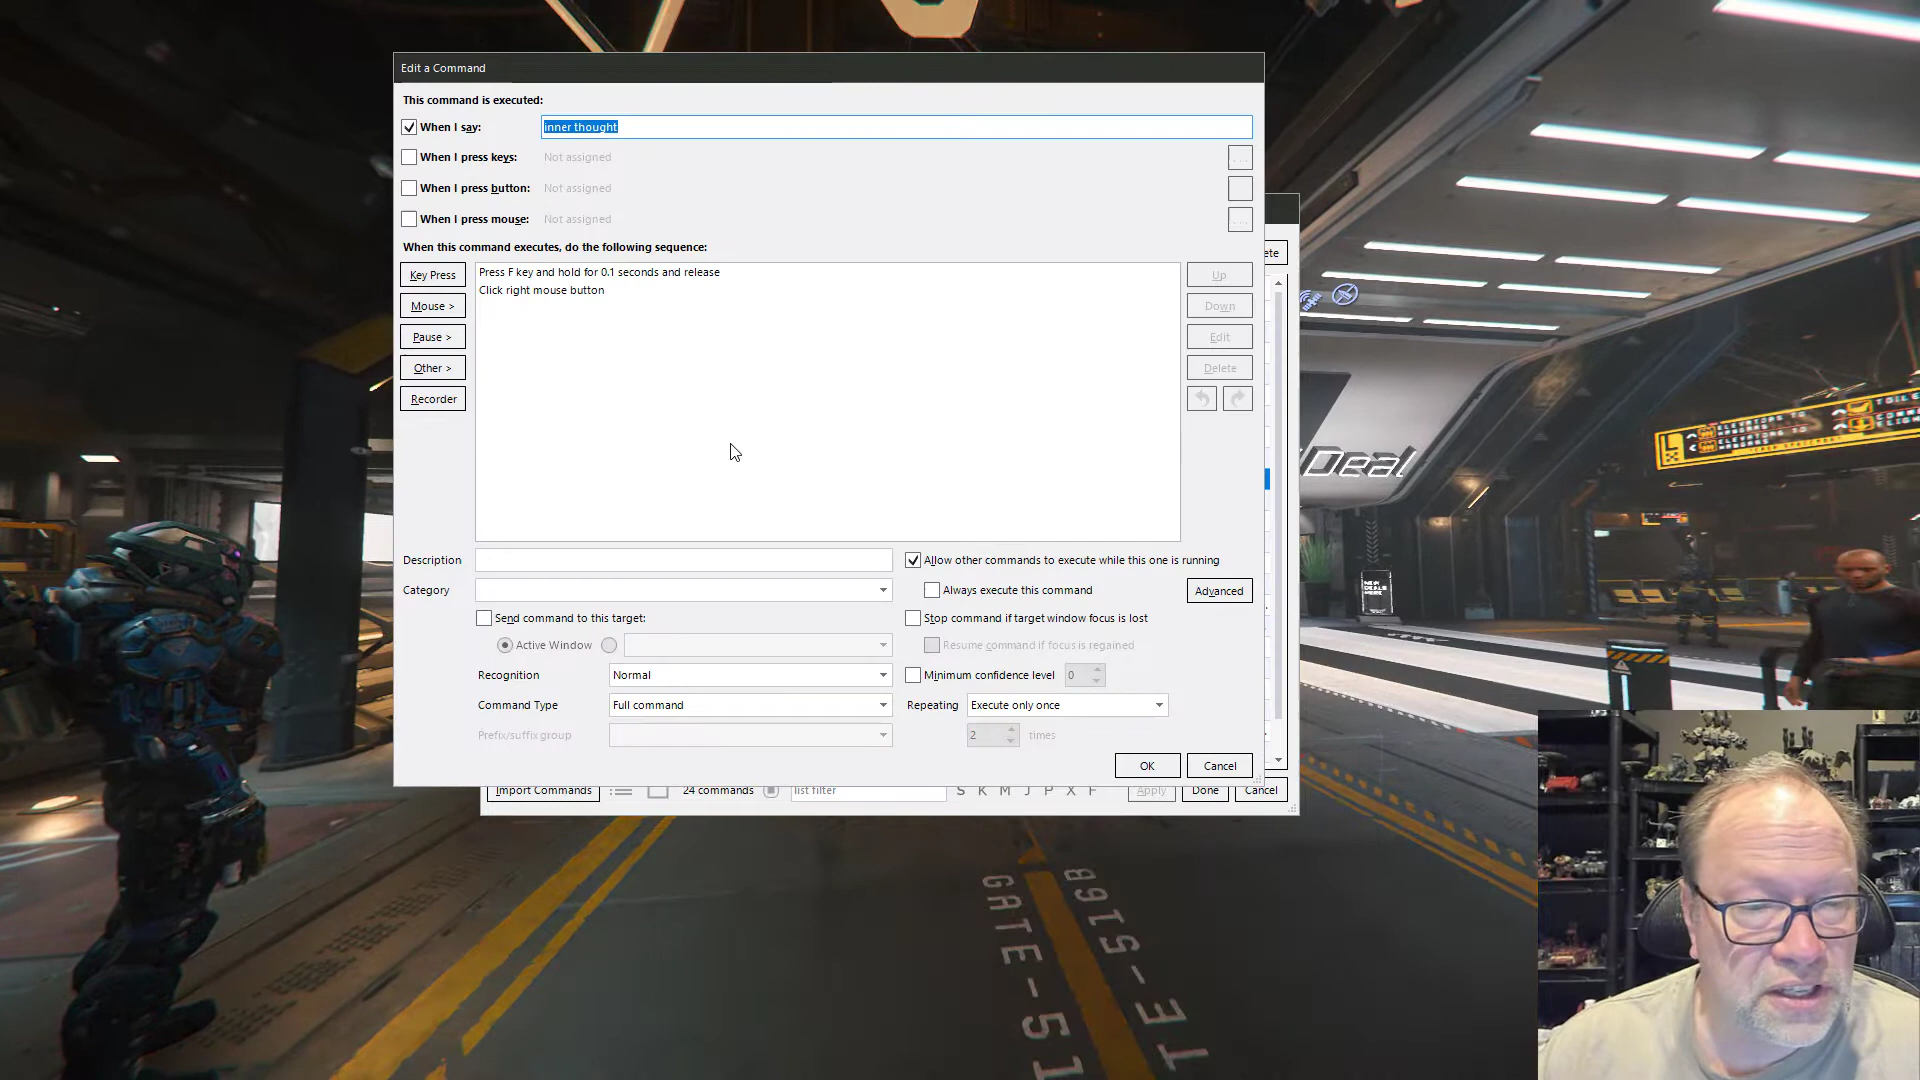 Edit a Command
This command is executed:
When I say:
inner thought
When I press keys:
Not assigned
...
When I press button:
Not assigned
When I press mouse:
Not assigned
...
When this command executes, do the following sequence:
Key Press
Press F key and hold for 0.1 seconds and release
Up
Mouse >
Click right mouse button
Down
Pause >
Edit
Other >
Delete
Recorder
Description
Allow other commands to execute while this one is running
Category
Always execute this command
Advanced
Send command to this target:
Stop command if target window focus is lost
Active Window
Resume command if focus is regained
Recognition
Normal
Minimum confidence level
0
Command Type
Full command
Repeating
Execute only once
Prefix/suffix group
2
times
OK
Cancel
Import Commands
24 commands
list filter
S K M J P X F
Apply
Done
Cancel
ete
Deal
ELEVATORS TO
ELEVATORS TO
GATE-51